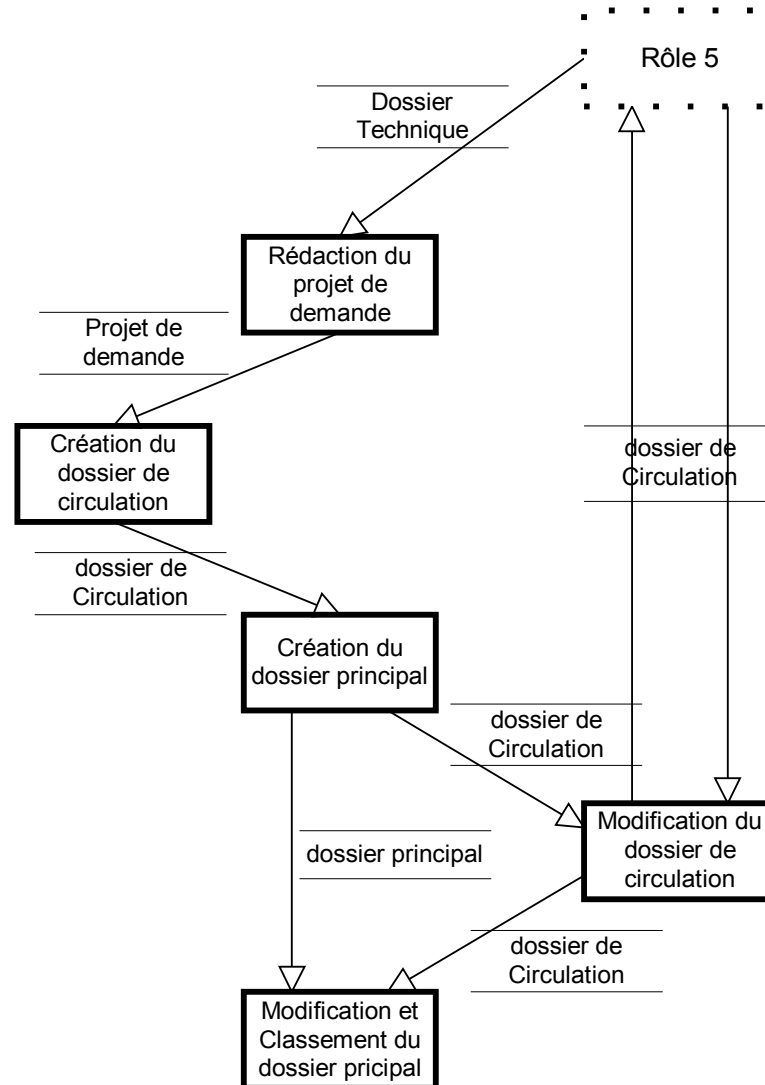 Rôle 5
Dossier
Technique
Rédaction du
projet de
demande
Projet de
demande
Création du
dossier de
circulation
dossier de
Circulation
dossier de
Circulation
Création du
dossier principal
dossier de
Circulation
Modification du
dossier de
circulation
dossier principal
dossier de
Circulation
Modification et
Classement du
dossier pricipal